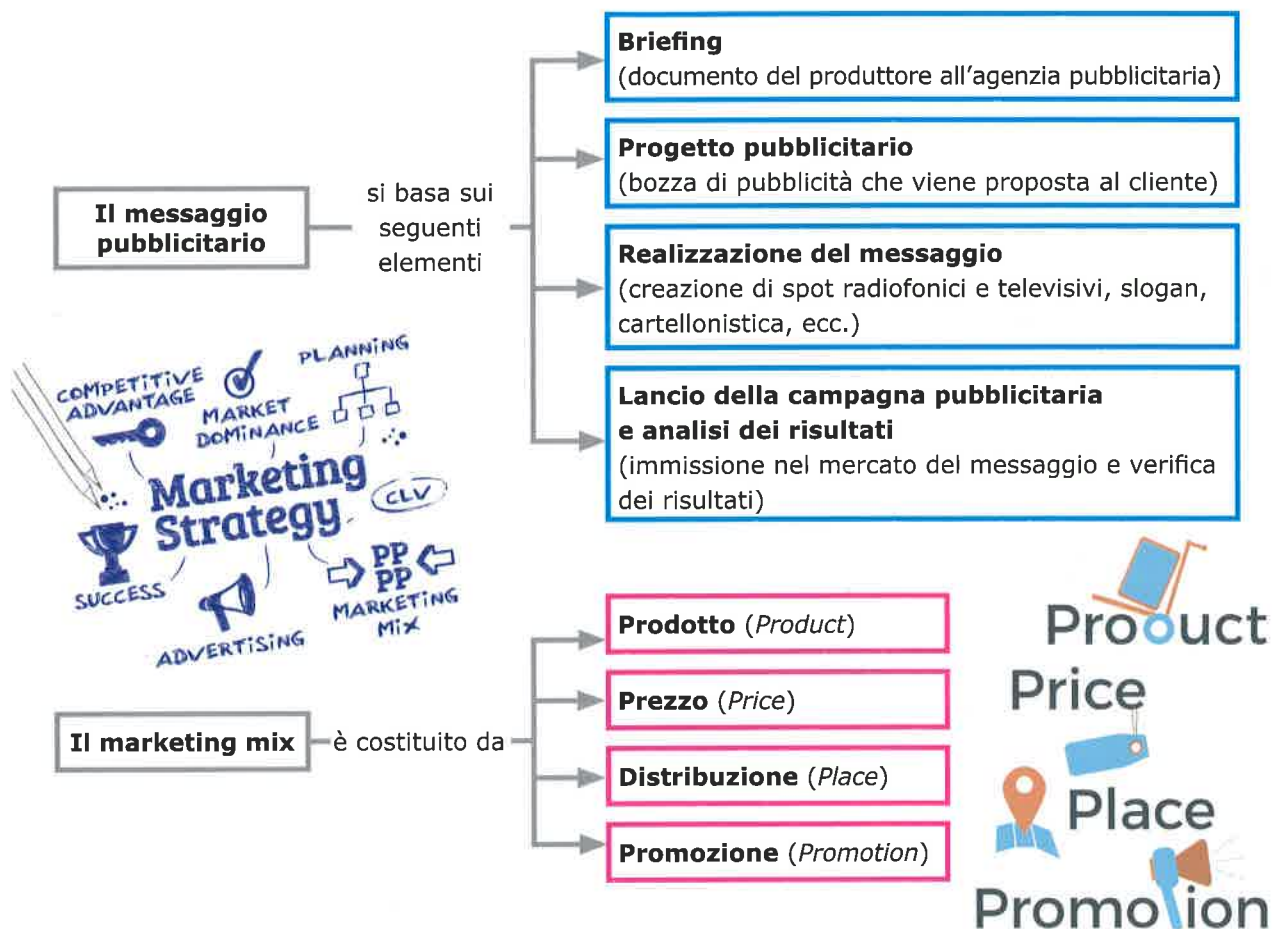 Il messaggio
pubblicitario
si basa sui
seguenti
elementi
Briefing
(documento del produttore all'agenzia pubblicitaria)
Progetto pubblicitario
(bozza di pubblicità che viene proposta al cliente)
Realizzazione del messaggio
(creazione di spot radiofonici e televisivi, slogan,
cartellonistica, ecc.)
Lancio della campagna pubblicitaria
e analisi dei risultati
(immissione nel mercato del messaggio e verifica
dei risultati)
COMPETITIVE
ADVANTAGE
MARKET
DOMINANCE
PLANNING
Marketing
Strategy
CLV
SUCCESS
ADVERTISING
PP
PP
MARKETING
MIX
Il marketing mix
è costituito da
Prodotto (Product)
Prezzo (Price)
Distribuzione (Place)
Promozione (Promotion)
Product
Price
Place
Promotion